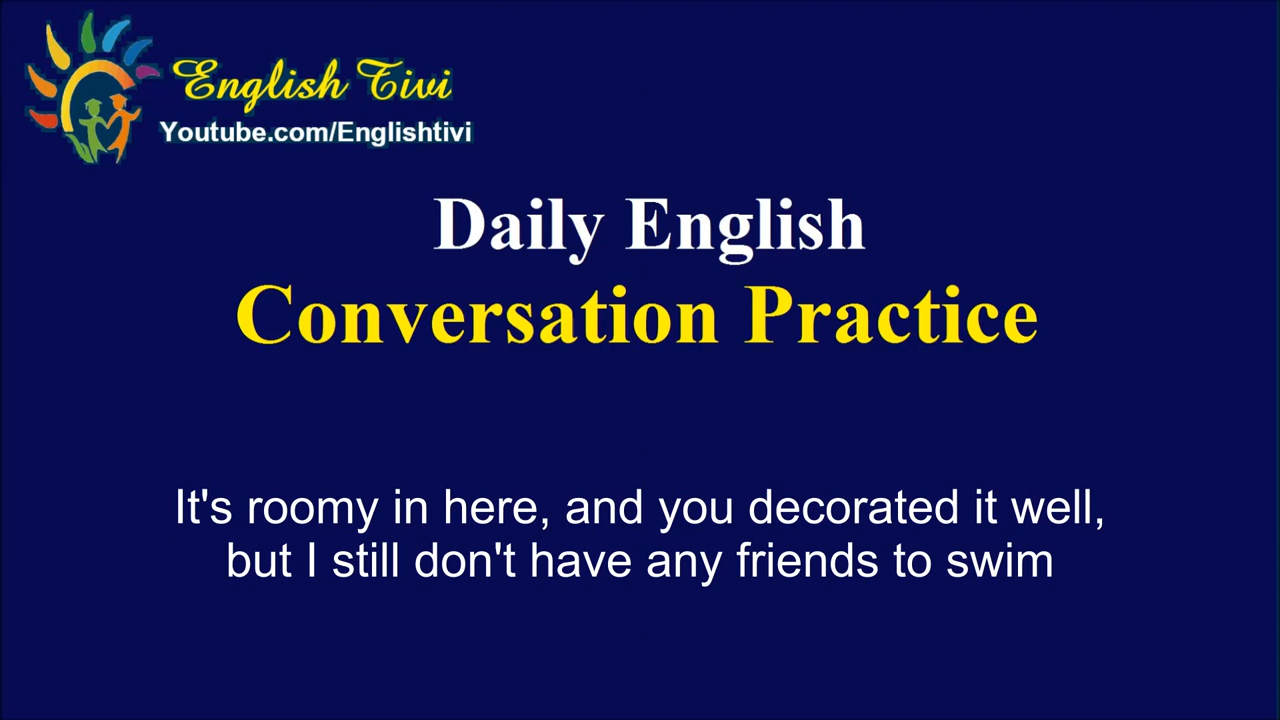 English Tivi
Youtube.com/Englishtivi
Daily English
Conversation Practice
It's roomy in here, and you decorated it well,
but I still don't have any friends to swim